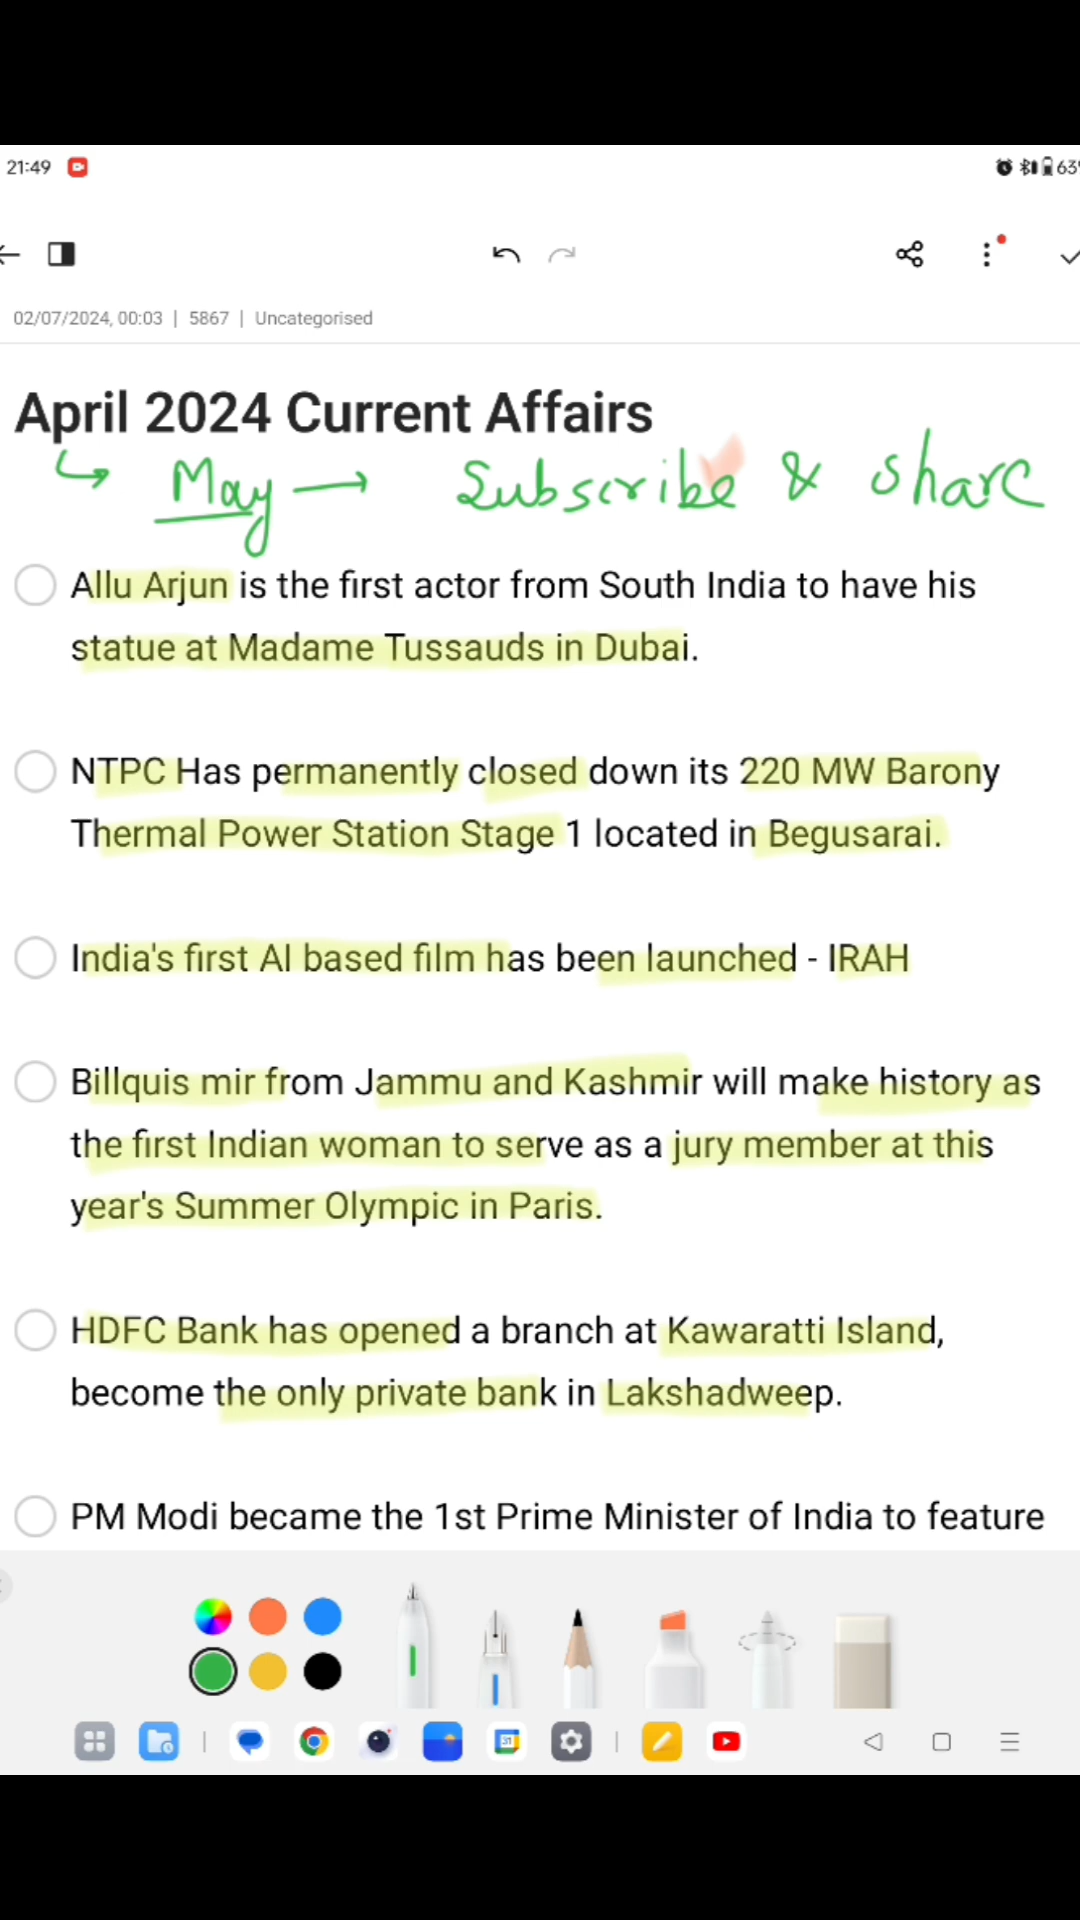 21:49
63
02/07/2024, 00:03 | 5867 | Uncategorised
April 2024 Current Affairs
May → Subscribe & Share
Allu Arjun is the first actor from South India to have his
statue at Madame Tussauds in Dubai.
NTPC Has permanently closed down its 220 MW Barony
Thermal Power Station Stage 1 located in Begusarai.
India's first AI based film has been launched - IRAH
Billquis mir from Jammu and Kashmir will make history as
the first Indian woman to serve as a jury member at this
year's Summer Olympic in Paris.
HDFC Bank has opened a branch at Kawaratti Island,
become the only private bank in Lakshadweep.
PM Modi became the 1st Prime Minister of India to feature
31